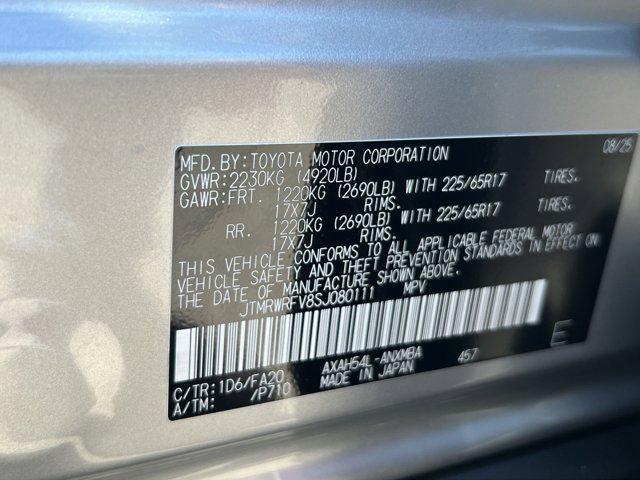 08/25
MFD. BY: TOYOTA MOTOR CORPORATION
GVWR: 2230KG (4920LB)
GAWR: FRT. 1220KG (2690LB) WITH 225/65R17 TIRES.
17X7J RIMS.
RR. 1220KG (2690LB) WITH 225/65R17 TIRES.
17X7J RIMS.
THIS VEHICLE CONFORMS TO ALL APPLICABLE FEDERAL MOTOR
VEHICLE SAFETY AND THEFT PREVENTION STANDARDS IN EFFECT ON
THE DATE OF MANUFACTURE SHOWN ABOVE.
JTMRWRFV8SJ080111 MPV
C/TR: 1D6/FA20 AXAH54L-ANXMBA 457 E
A/TM: /P710 MADE IN JAPAN